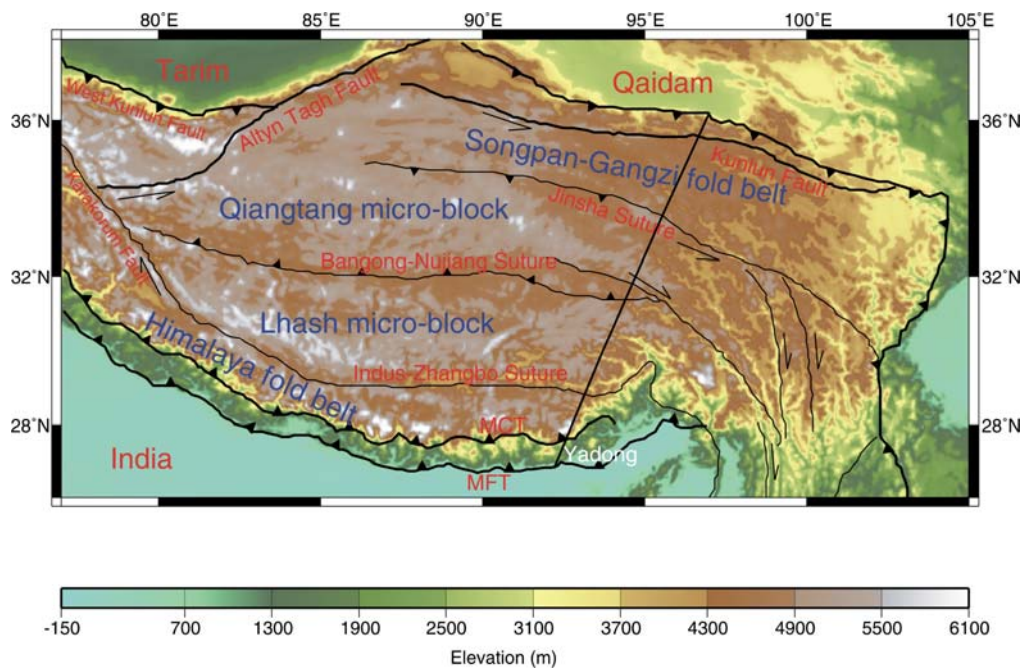 80°E 85°E 90°E 95°E 100°E 105°E
Tarim
Qaidam
West Kunlun Fault
Altyn Tagh Fault
36°N 36°N
Songpan-Gangzi fold belt
Kunlun Fault
Karakorum Fault
Qiangtang micro-block
Jinsha Suture
Bangong-Nujiang Suture
32°N 32°N
Lhash micro-block
Himalaya fold belt
Indus-Zhangbo Suture
28°N 28°N
MCT
India
Yadong
MFT
-150 700 1300 1900 2500 3100 3700 4300 4900 5500 6100
Elevation (m)